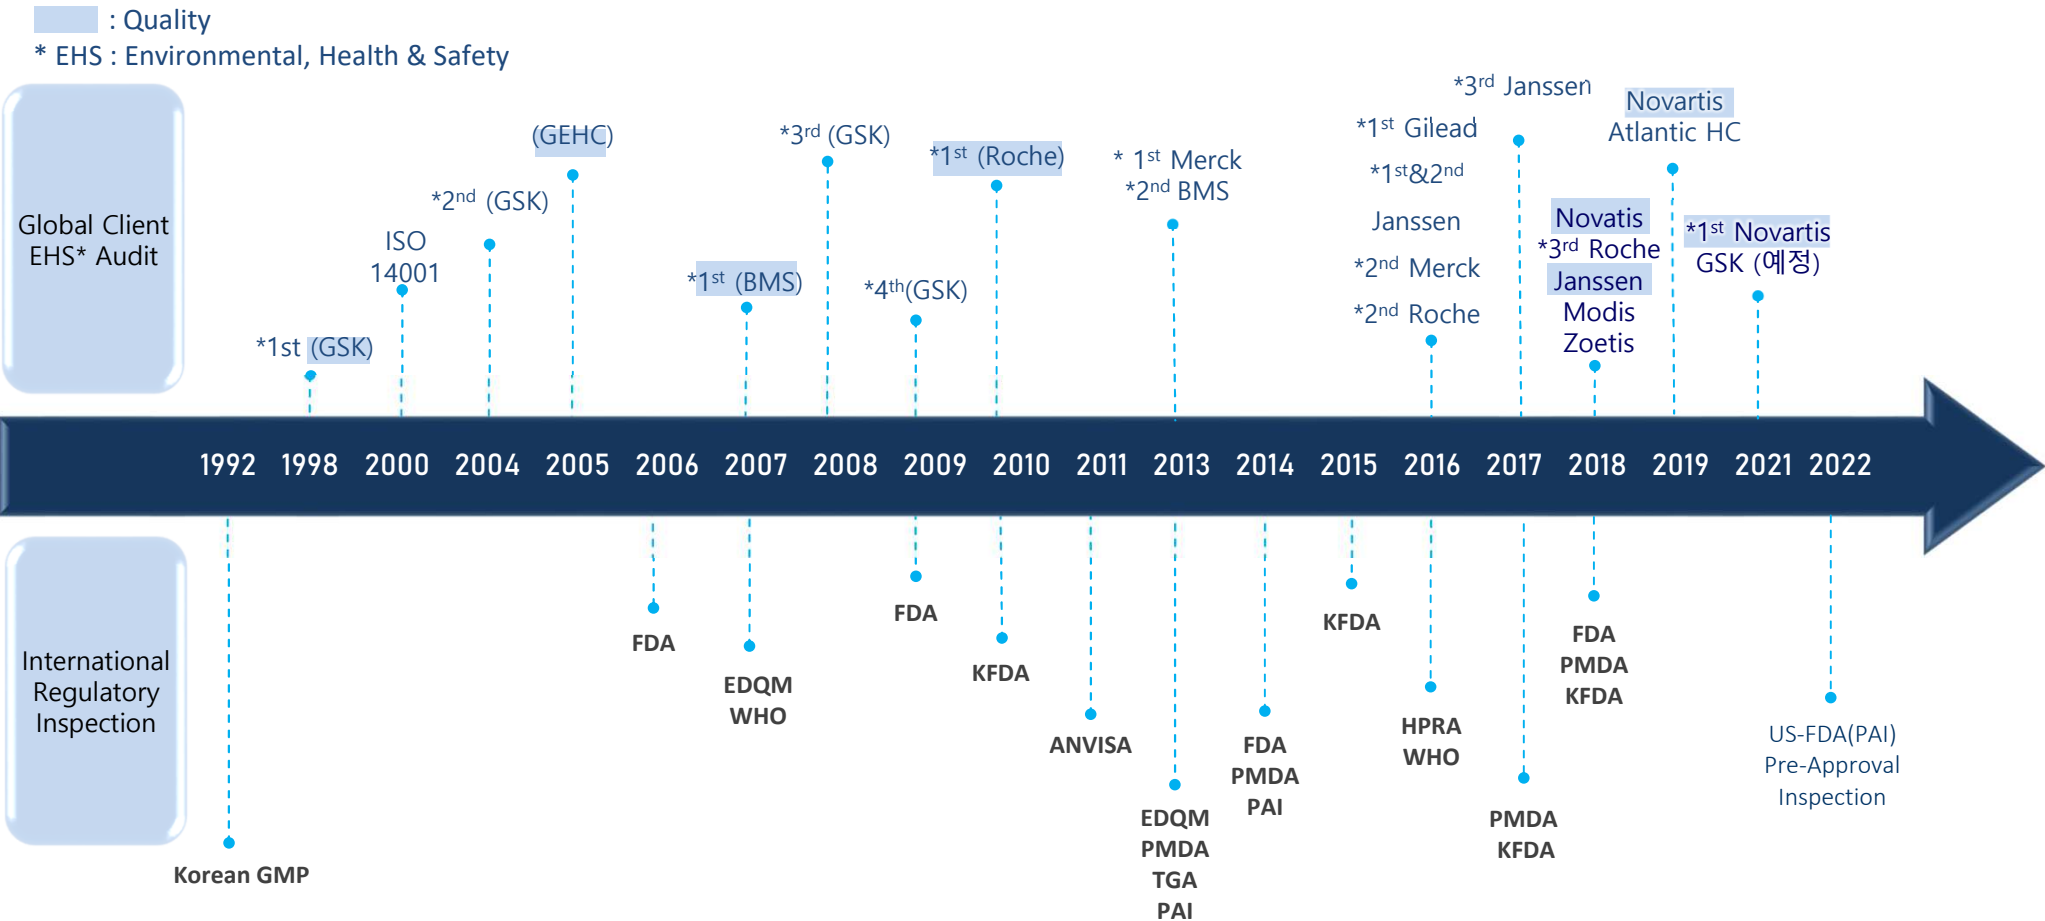 : Quality
* EHS : Environmental, Health & Safety
Global Client
EHS* Audit
*1st (GSK)
ISO
14001
*2nd (GSK)
(GEHC)
*1st (BMS)
*3rd (GSK)
*4th(GSK)
*1st (Roche)
* 1st Merck
*2nd BMS
*1st Gilead
*1st&2nd
Janssen
*2nd Merck
*2nd Roche
*3rd Janssen
Novatis
*3rd Roche
Janssen
Modis
Zoetis
Novartis
Atlantic HC
*1st Novartis
GSK (예정)
1992 1998 2000 2004 2005 2006 2007 2008 2009 2010 2011 2013 2014 2015 2016 2017 2018 2019 2021 2022
International
Regulatory
Inspection
Korean GMP
FDA
EDQM
WHO
FDA
KFDA
ANVISA
EDQM
PMDA
TGA
PAI
FDA
PMDA
PAI
KFDA
HPRA
WHO
PMDA
KFDA
FDA
PMDA
KFDA
US-FDA(PAI)
Pre-Approval
Inspection